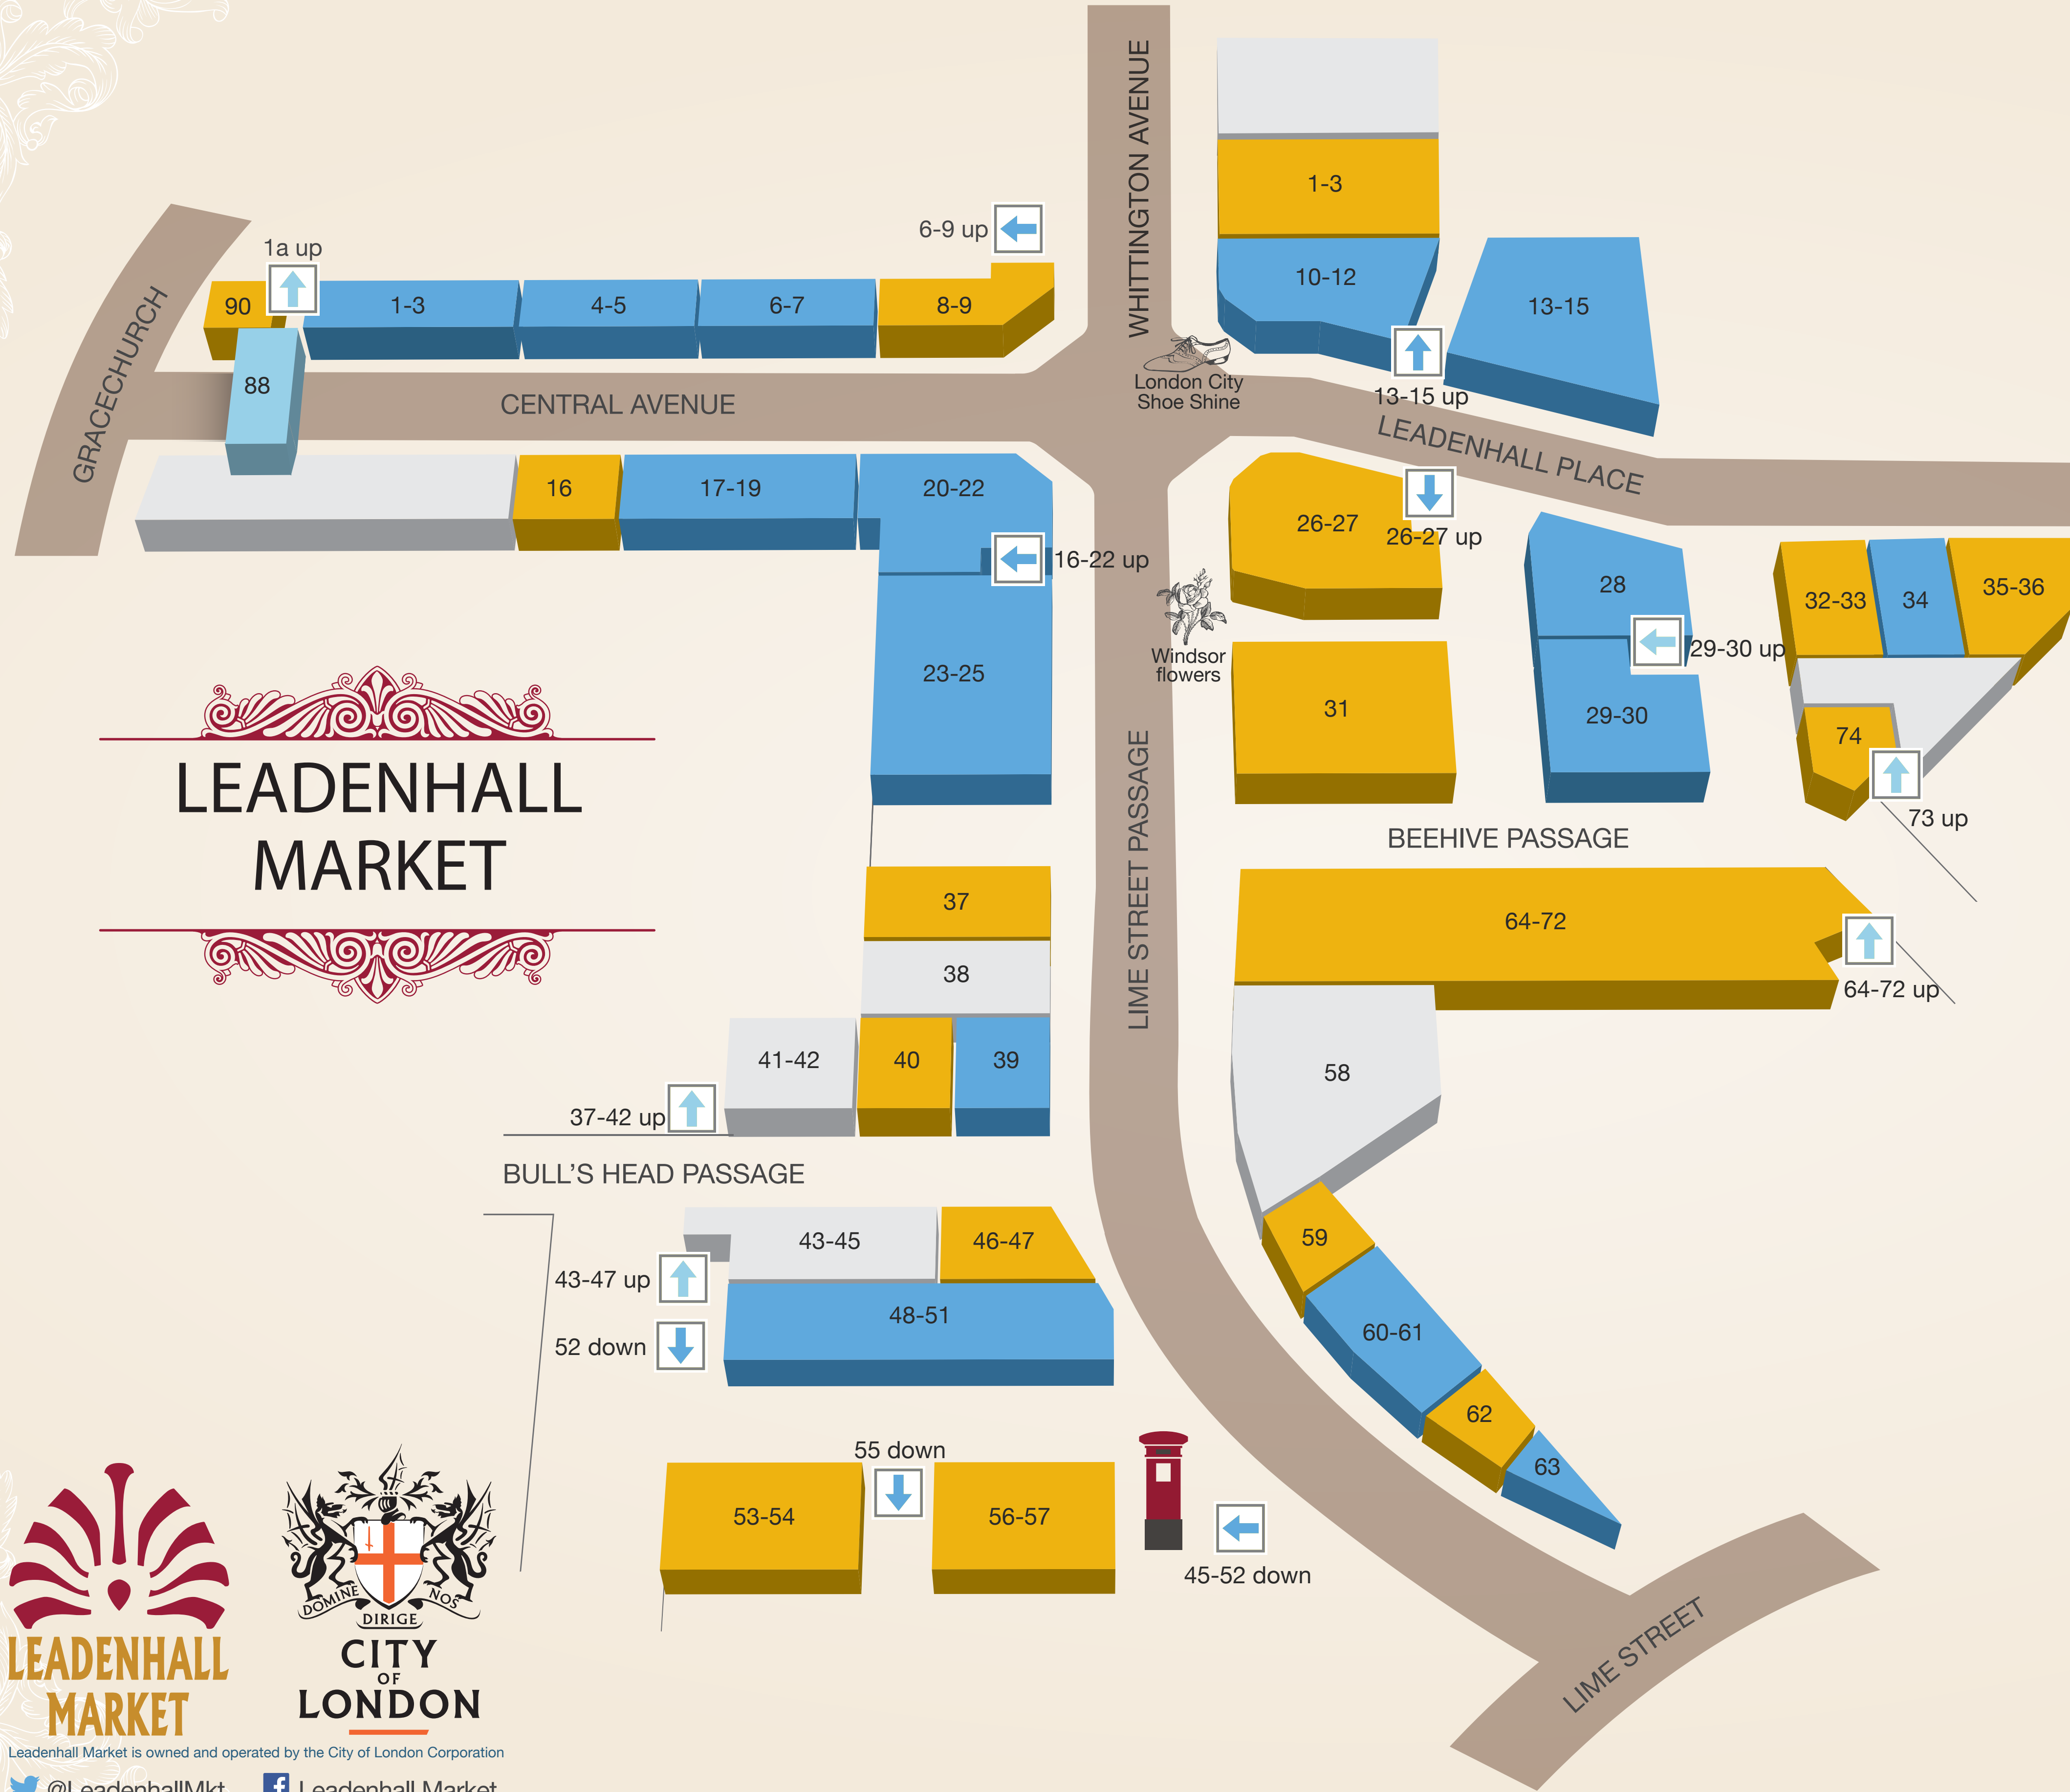 WHITTINGTON AVENUE
1-3
6-9 up
1a up
10-12
13-15
90
1-3
4-5
6-7
8-9
GRACECHURCH
88
CENTRAL AVENUE
London City
Shoe Shine
13-15 up
LEADENHALL PLACE
16
17-19
20-22
26-27
26-27 up
16-22 up
28
32-33
34
35-36
29-30 up
Windsor
flowers
23-25
31
29-30
74
73 up
LEADENHALL
MARKET
LIME STREET PASSAGE
BEEHIVE PASSAGE
37
64-72
38
64-72 up
41-42
40
39
58
37-42 up
BULL'S HEAD PASSAGE
43-45
46-47
59
43-47 up
48-51
60-61
52 down
62
55 down
63
53-54
56-57
45-52 down
LIME STREET
DOMINE
DIRIGE
NOS
LEADENHALL
MARKET
CITY
OF
LONDON
Leadenhall Market is owned and operated by the City of London Corporation
@LeadenhallMkt
Leadenhall Market